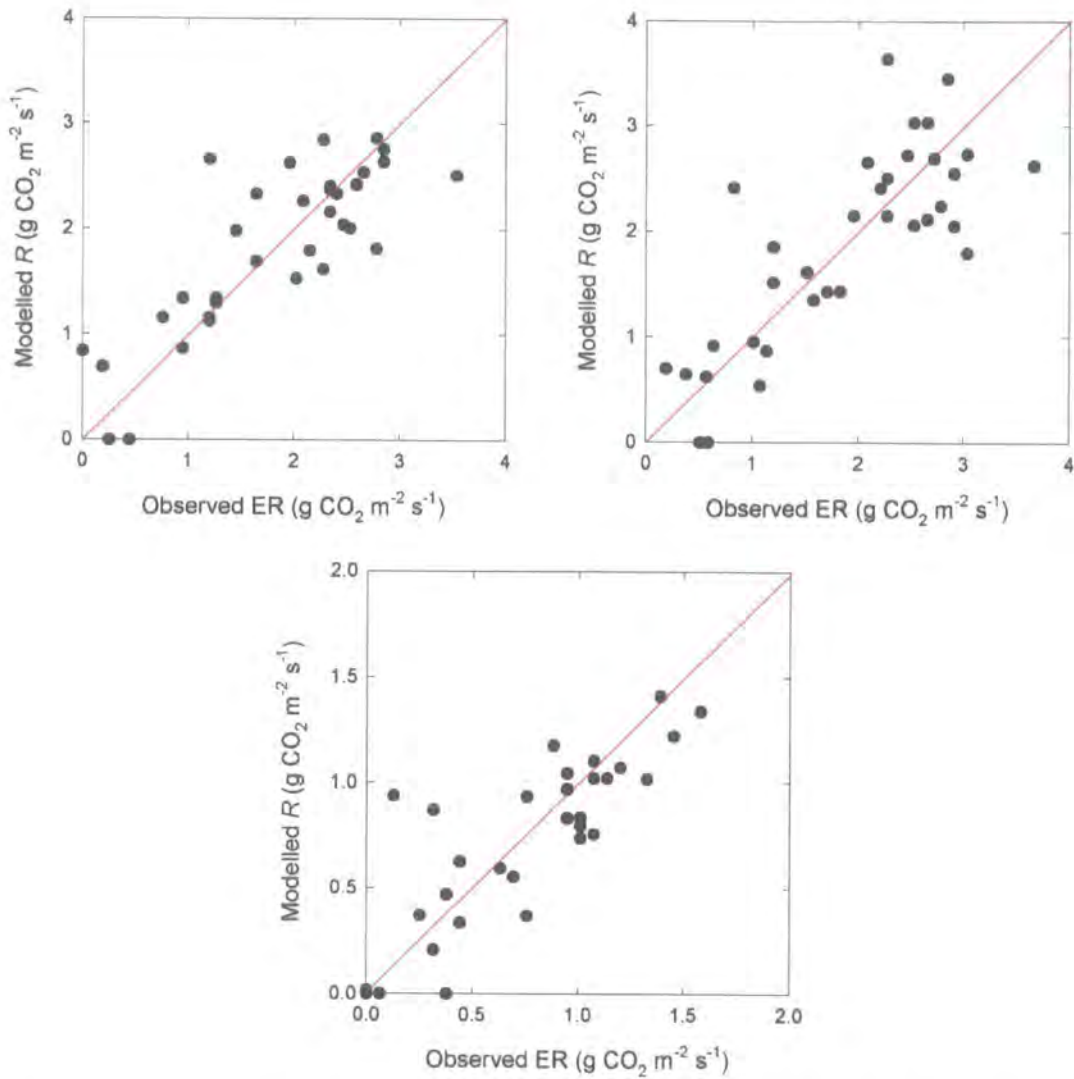 4
3
2
1
0
Modelled R (g CO₂ m⁻² s⁻¹)
0 1 2 3 4
Observed ER (g CO₂ m⁻² s⁻¹)
4
3
2
1
0
Modelled R (g CO₂ m⁻² s⁻¹)
0 1 2 3 4
Observed ER (g CO₂ m⁻² s⁻¹)
2.0
1.5
1.0
0.5
0.0
Modelled R (g CO₂ m⁻² s⁻¹)
0.0 0.5 1.0 1.5 2.0
Observed ER (g CO₂ m⁻² s⁻¹)